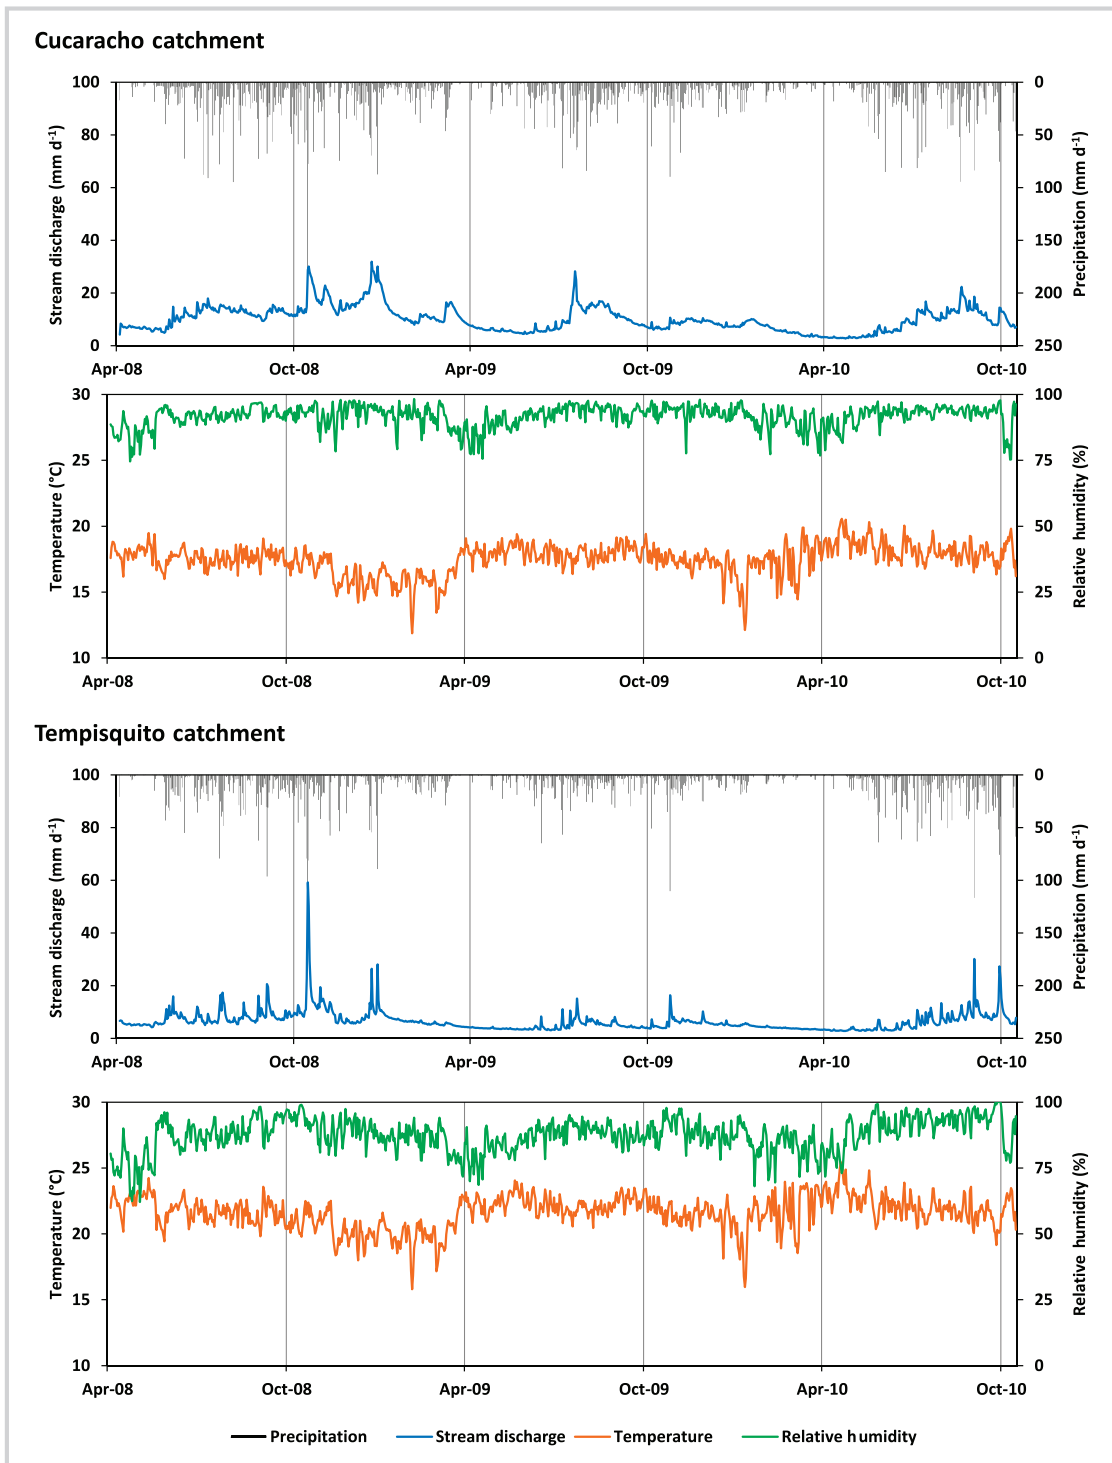 Cucaracho catchment
Stream discharge (mm d-1)
100
80
60
40
20
0
0
50
100
150
200
250
Precipitation (mm d-1)
Apr-08 Oct-08 Apr-09 Oct-09 Apr-10 Oct-10
Temperature (°C)
30
25
20
15
10
100
75
50
25
0
Relative humidity (%)
Apr-08 Oct-08 Apr-09 Oct-09 Apr-10 Oct-10
Tempisquito catchment
Stream discharge (mm d-1)
100
80
60
40
20
0
0
50
100
150
200
250
Precipitation (mm d-1)
Apr-08 Oct-08 Apr-09 Oct-09 Apr-10 Oct-10
Temperature (°C)
30
25
20
15
10
100
75
50
25
0
Relative humidity (%)
Apr-08 Oct-08 Apr-09 Oct-09 Apr-10 Oct-10
Precipitation Stream discharge Temperature Relative humidity